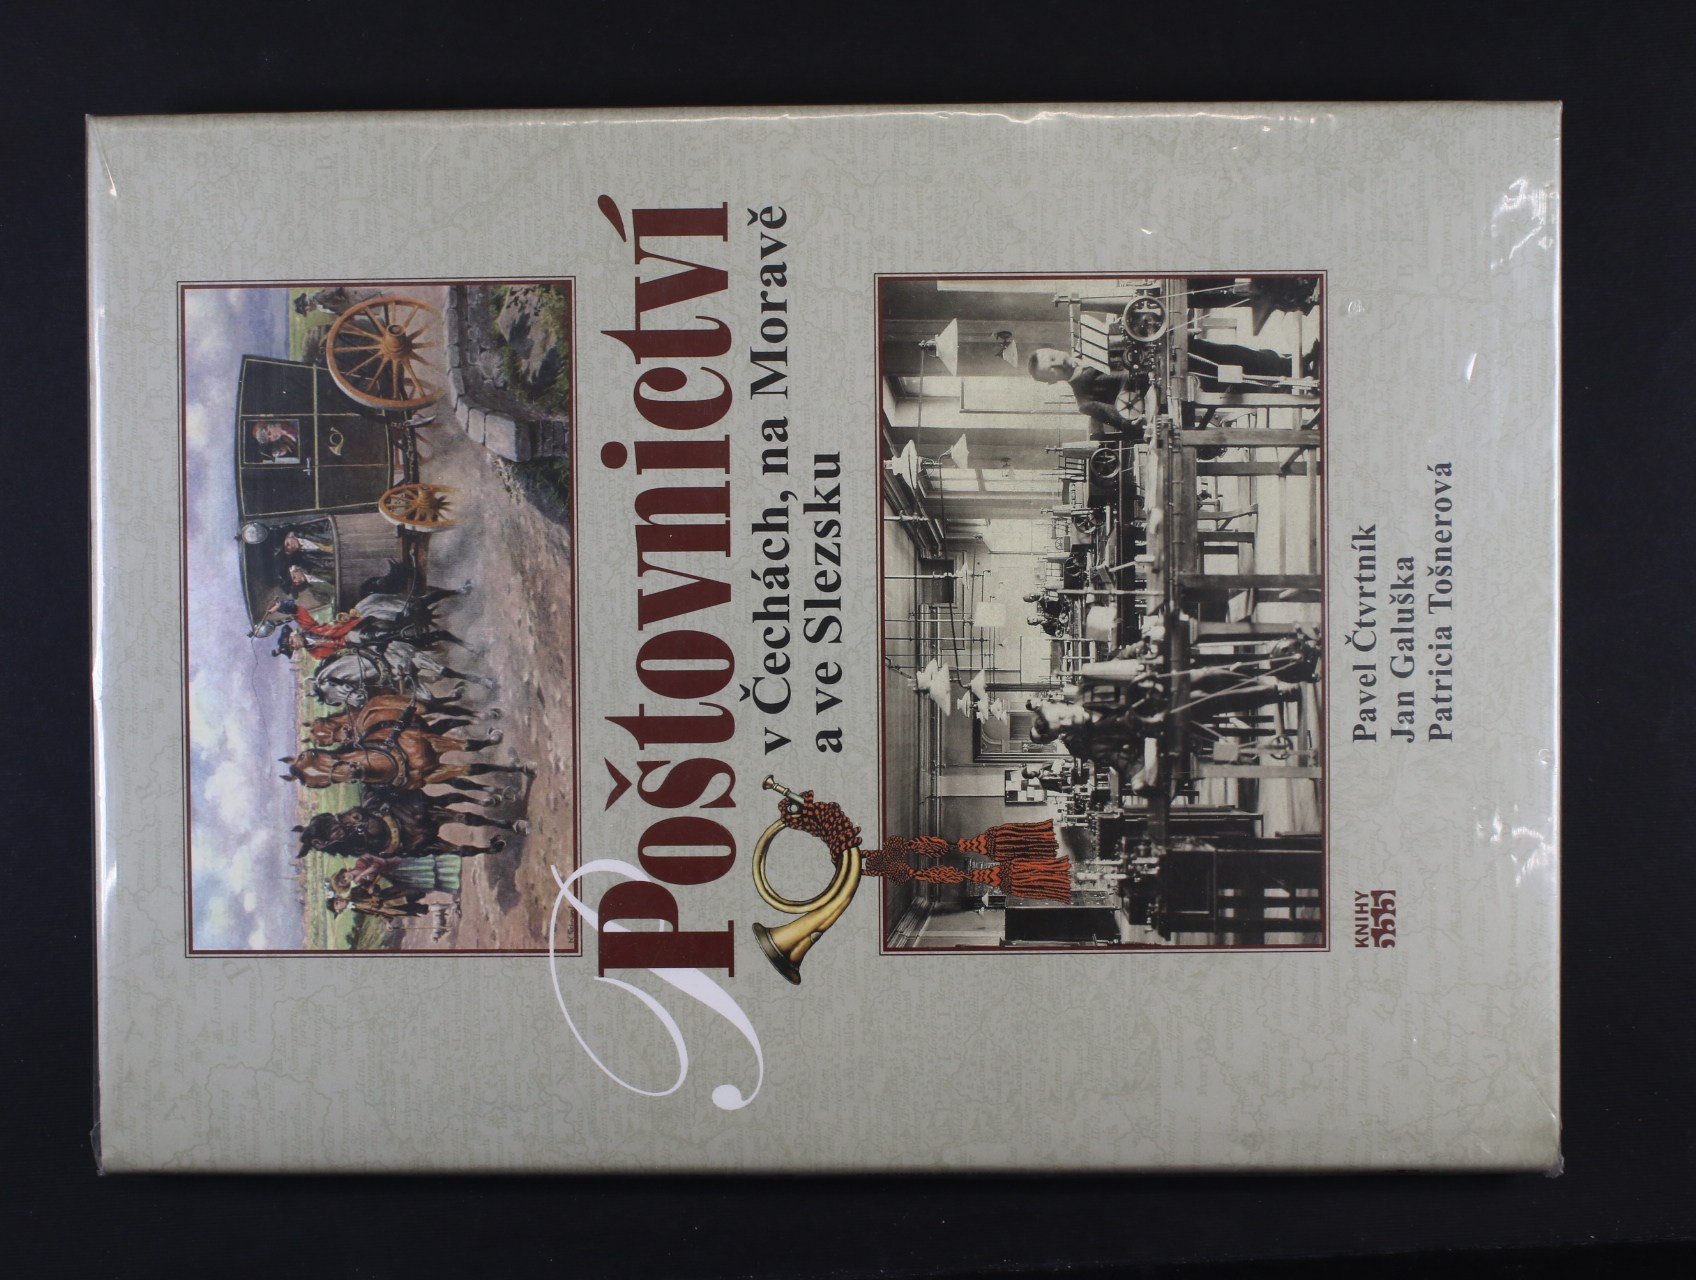 Poštovnictví
v Čechách, na Moravě
a ve Slezsku
Pavel Čtvrtník
Jan Galuška
Patricia Tošnerová
KNIHY
555